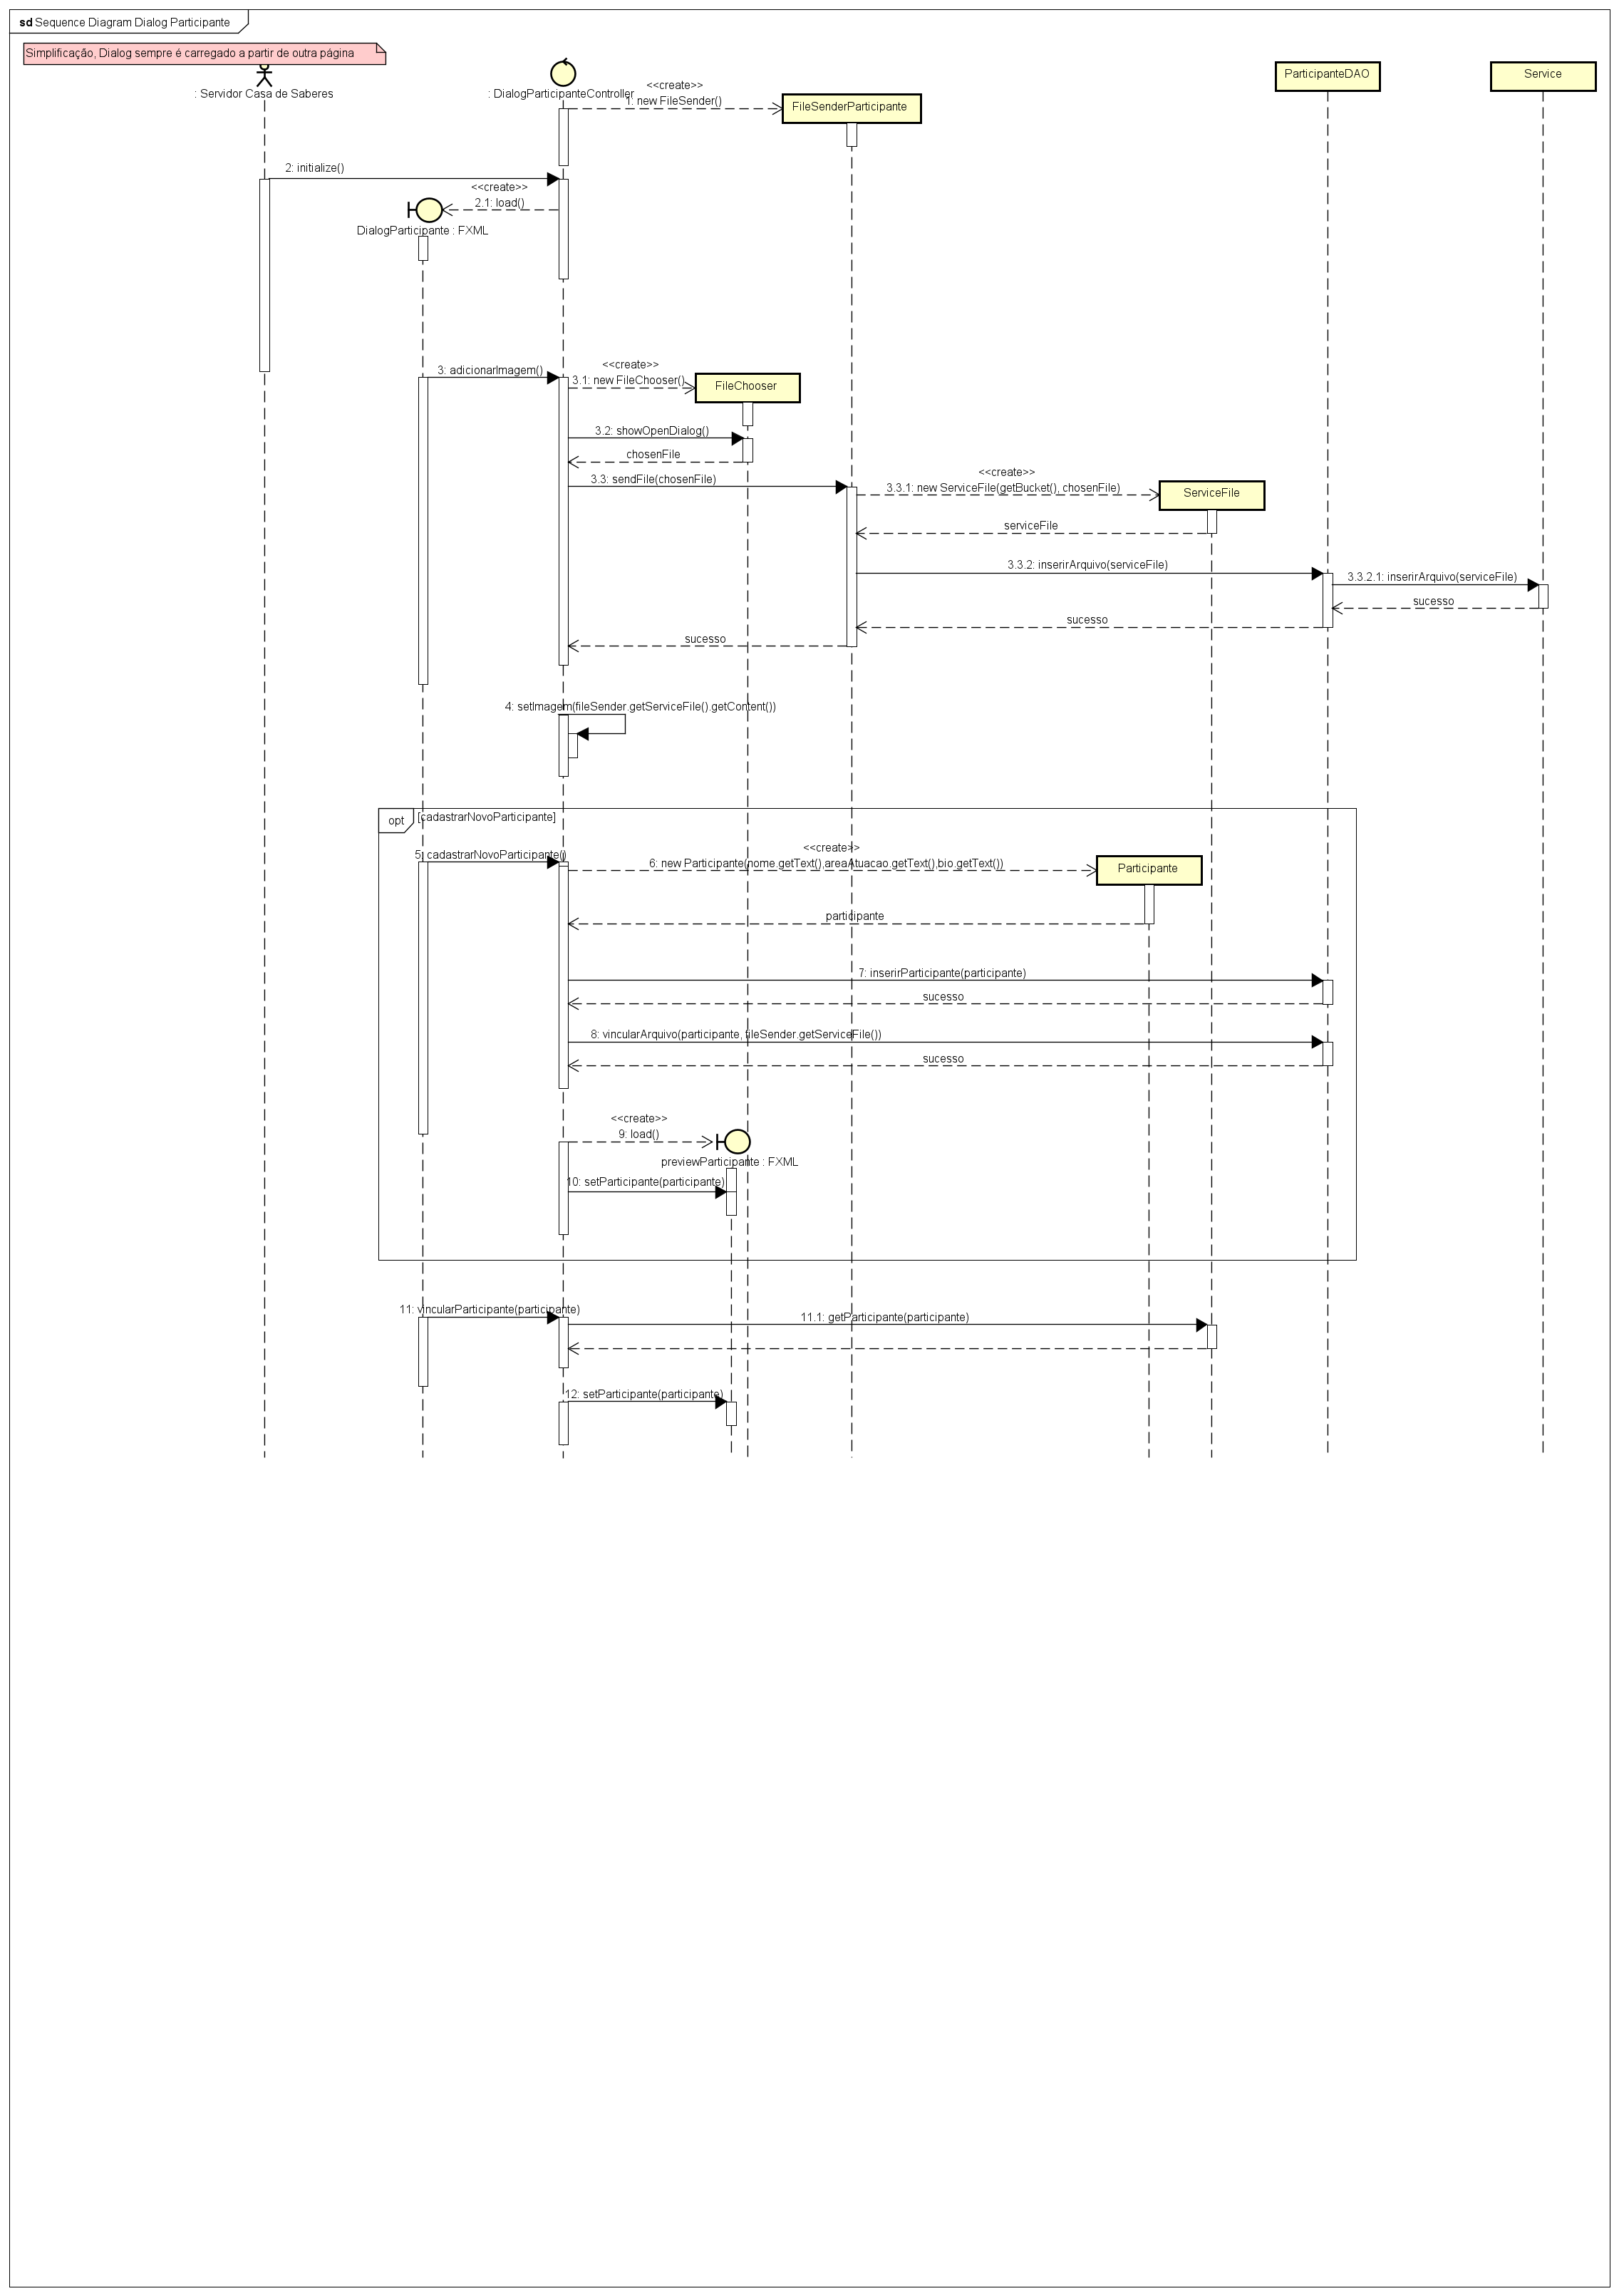 sd Sequence Diagram Dialog Participante
Simplificação, Dialog sempre é carregado a partir de outra página
: Servidor Casa de Saberes
: DialogParticipanteController
<<create>>
1: new FileSender()
FileSenderParticipante
ParticipanteDAO
Service
2: initialize()
<<create>>
2.1: load()
DialogParticipante : FXML
3: adicionarImagem()
<<create>>
3.1: new FileChooser()
FileChooser
3.2: showOpenDialog()
chosenFile
3.3: sendFile(chosenFile)
<<create>>
3.3.1: new ServiceFile(getBucket(), chosenFile)
ServiceFile
serviceFile
3.3.2: inserirArquivo(serviceFile)
3.3.2.1: inserirArquivo(serviceFile)
sucesso
sucesso
sucesso
4: setImagem(fileSender.getServiceFile().getContent())
opt
[cadastrarNovoParticipante]
5: cadastrarNovoParticipante()
<<create>>
6: new Participante(nome.getText(),areaAtuacao.getText(),bio.getText())
Participante
participante
7: inserirParticipante(participante)
sucesso
8: vincularArquivo(participante, fileSender.getServiceFile())
sucesso
<<create>>
9: load()
previewParticipante : FXML
10: setParticipante(participante)
11: vincularParticipante(participante)
11.1: getParticipante(participante)
12: setParticipante(participante)